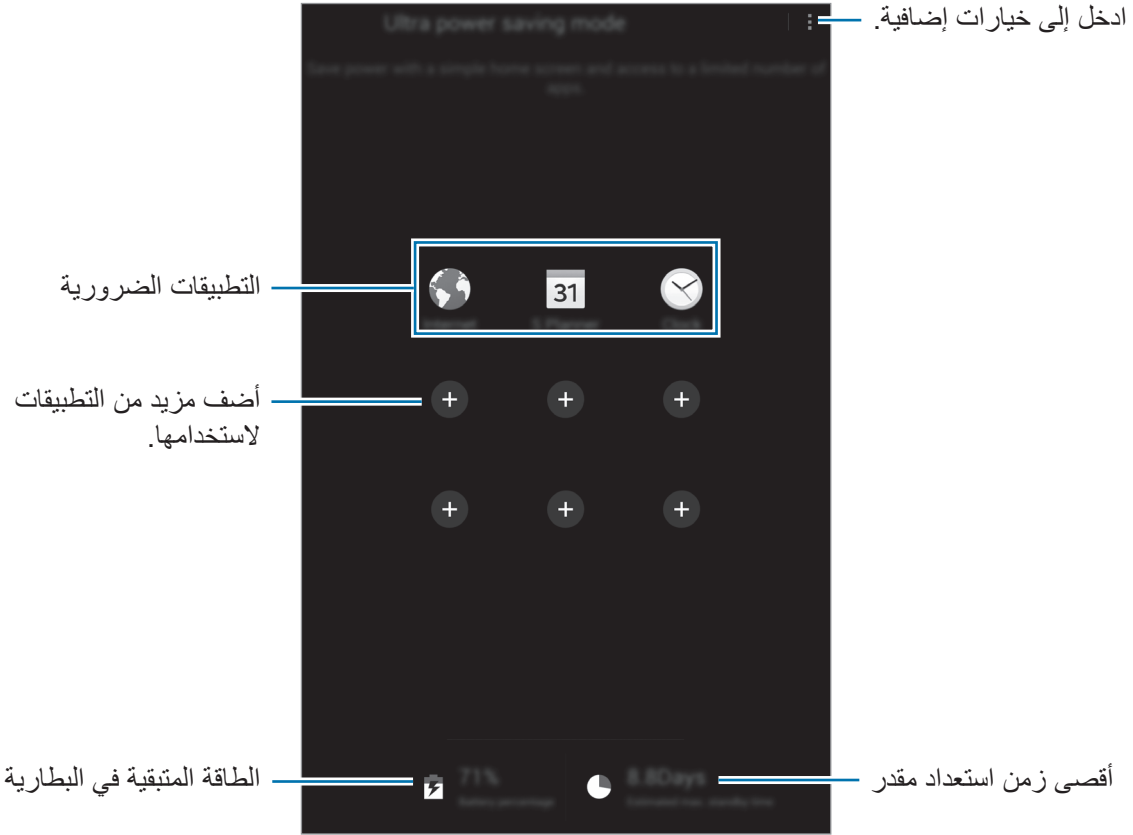 Ultra power saving mode
ادخل إلى خيارات إضافية.
Save power with a simple home screen and access to a limited number of
apps.
التطبيقات الضرورية
31
Internet
S Planner
Clock
أضف مزيد من التطبيقات
لاستخدامها.
الطاقة المتبقية في البطارية
71%
Battery percentage
8.8Days
Estimated max. standby time
أقصى زمن استعداد مقدر